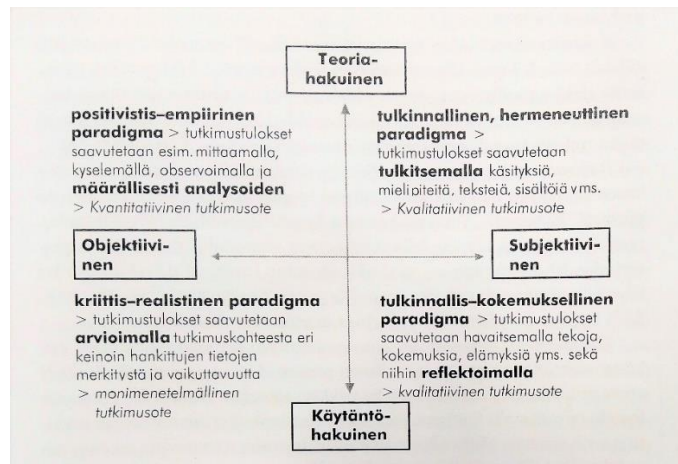 Teoria-
hakuinen
positivistis–empiirinen
paradigma > tutkimustulokset
saavutetaan esim. mittaamalla,
kyselemällä, observoimalla ja
määrällisesti analysoiden
> Kvantitatiivinen tutkimusote
tulkinnallinen, hermeneuttinen
paradigma >
tutkimustulokset saavutetaan
tulkitsemalla käsityksiä,
mielipiteitä, tekstejä, sisältöjä yms.
> Kvalitatiivinen tutkimusote
Objektiivi-
nen
Subjektiivi-
nen
kriittis–realistinen paradigma
> tutkimustulokset saavutetaan
arvioimalla tutkimuskohteesta eri
keinoin hankittujen tietojen
merkitystä ja vaikuttavuutta
> monimenetelmällinen
tutkimusote
tulkinnallis–kokemuksellinen
paradigma > tutkimustulokset
saavutetaan havaitsemalla tekoja,
kokemuksia, elämyksiä yms. sekä
niihin reflektoimalla
> kvalitatiivinen tutkimusote
Käytäntö-
hakuinen